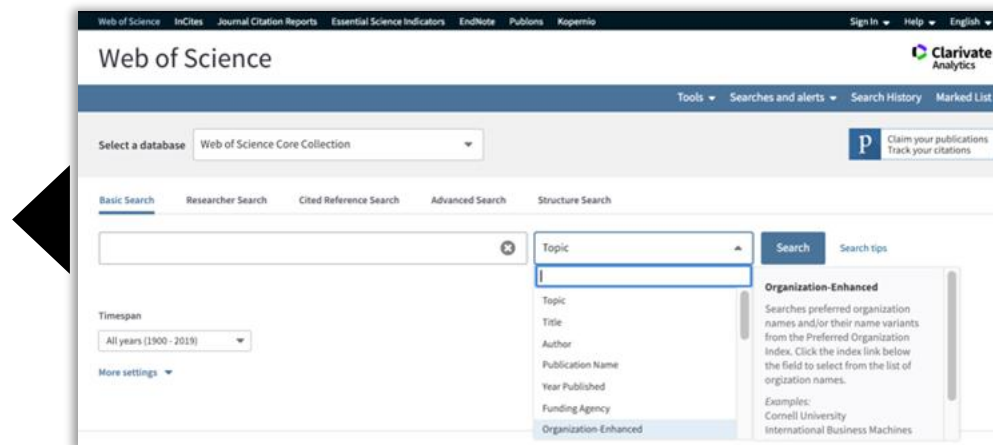 Web of Science InCites Journal Citation Reports Essential Science Indicators EndNote Publons Kopernio Sign In Help English
Web of Science
Clarivate
Analytics
Tools Searches and alerts Search History Marked List
Select a database Web of Science Core Collection
p Claim your publications
Track your citations
Basic Search Researcher Search Cited Reference Search Advanced Search Structure Search
Topic Search Search tips
Timespan
All years (1900 - 2019)
More settings
Topic
Title
Author
Publication Name
Year Published
Funding Agency
Organization-Enhanced
Organization-Enhanced
Searches preferred organization
names and/or their name variants
from the Preferred Organization
Index. Click the index link below
the field to select from the list of
orgization names.
Examples:
Cornell University
International Business Machines